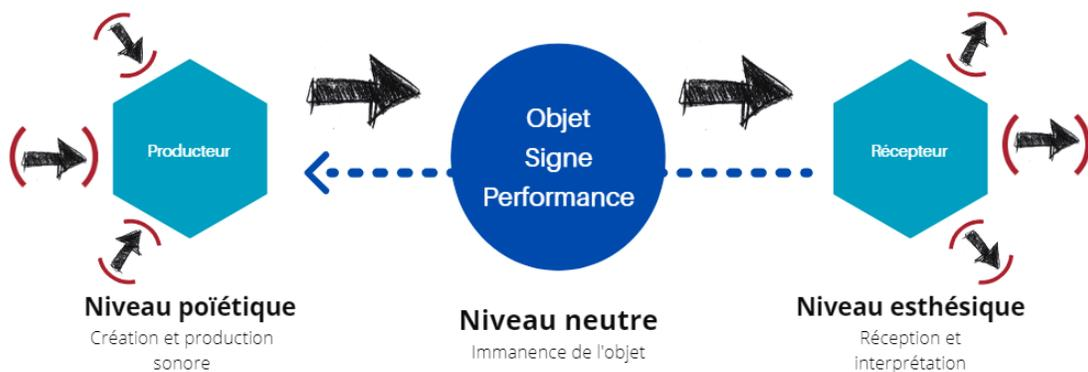 Producteur
Objet
Signe
Performance
Récepteur
Niveau poïétique
Création et production
sonore
Niveau neutre
Immanence de l'objet
Niveau esthésique
Réception et
interprétation